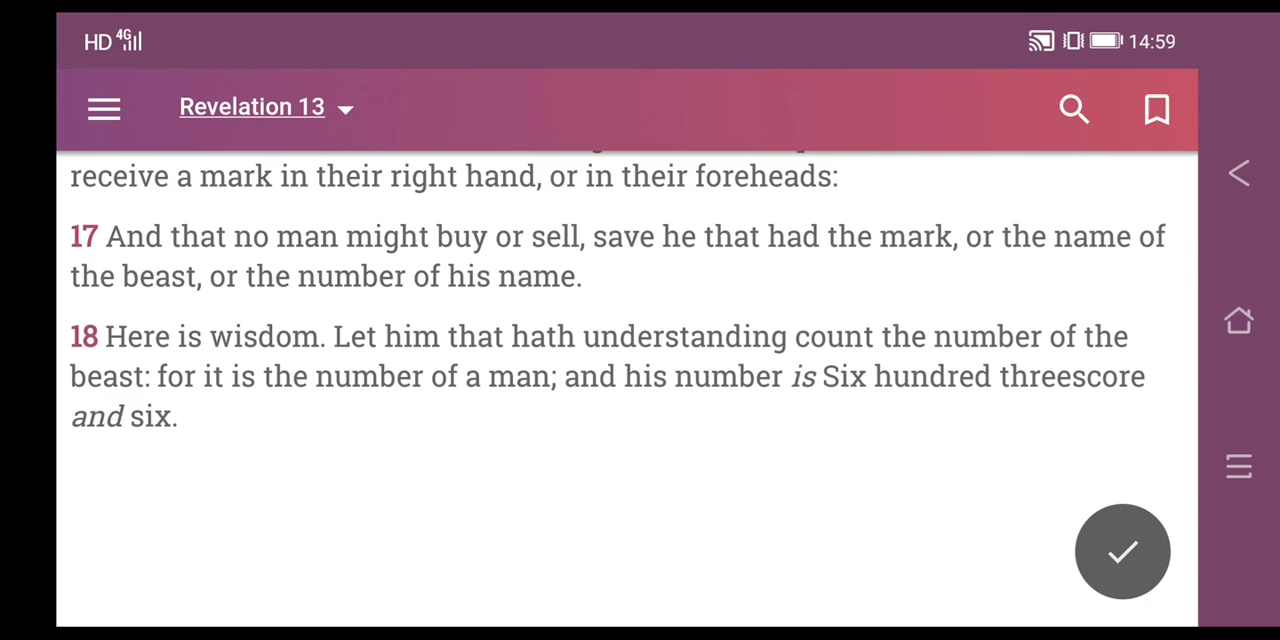 HD 4G 14:59
Revelation 13
receive a mark in their right hand, or in their foreheads:
17 And that no man might buy or sell, save he that had the mark, or the name of
the beast, or the number of his name.
18 Here is wisdom. Let him that hath understanding count the number of the
beast: for it is the number of a man; and his number is Six hundred threescore
and six.